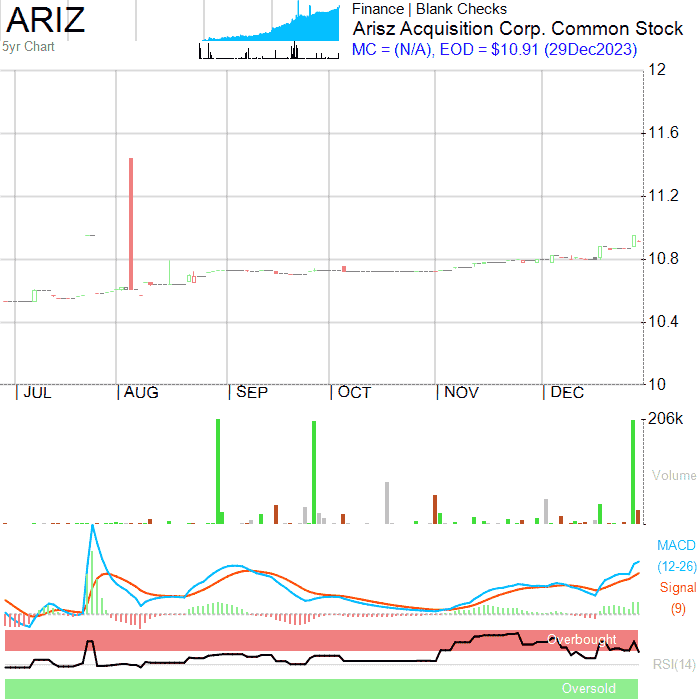 ARIZ
5yr Chart
Finance | Blank Checks
Arisz Acquisition Corp. Common Stock
MC = (N/A), EOD = $10.91 (29Dec2023)
12
11.6
11.2
10.8
10.4
10
JUL AUG SEP OCT NOV DEC
206k
Volume
MACD
(12-26)
Signal
(9)
Overbought
RSI(14)
Oversold